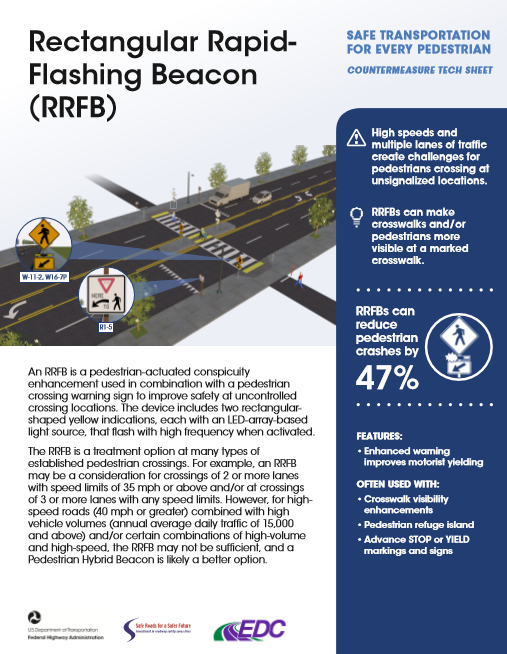 Rectangular Rapid-
Flashing Beacon
(RRFB)
SAFE TRANSPORTATION
FOR EVERY PEDESTRIAN
COUNTERMEASURE TECH SHEET
High speeds and
multiple lanes of traffic
create challenges for
pedestrians crossing at
unsignalized locations.
RRFBs can make
crosswalks and/or
pedestrians more
visible at a marked
crosswalk.
W-11-2, W16-7P
HERE
TO
R1-5
RRFBs can
reduce
pedestrian
crashes by
47%
FEATURES:
• Enhanced warning
improves motorist yielding
OFTEN USED WITH:
• Crosswalk visibility
enhancements
• Pedestrian refuge island
• Advance STOP or YIELD
markings and signs
An RRFB is a pedestrian-actuated conspicuity
enhancement used in combination with a pedestrian
crossing warning sign to improve safety at uncontrolled
crossing locations. The device includes two rectangular-
shaped yellow indications, each with an LED-array-based
light source, that flash with high frequency when activated.
The RRFB is a treatment option at many types of
established pedestrian crossings. For example, an RRFB
may be a consideration for crossings of 2 or more lanes
with speed limits of 35 mph or above and/or at crossings
of 3 or more lanes with any speed limits. However, for high-
speed roads (40 mph or greater) combined with high
vehicle volumes (annual average daily traffic of 15,000
and above) and/or certain combinations of high-volume
and high-speed, the RRFB may not be sufficient, and a
Pedestrian Hybrid Beacon is likely a better option.
U.S. Department of Transportation
Federal Highway Administration
Safe Roads for a Safer Future
Investment in roadway safety saves lives
EDC